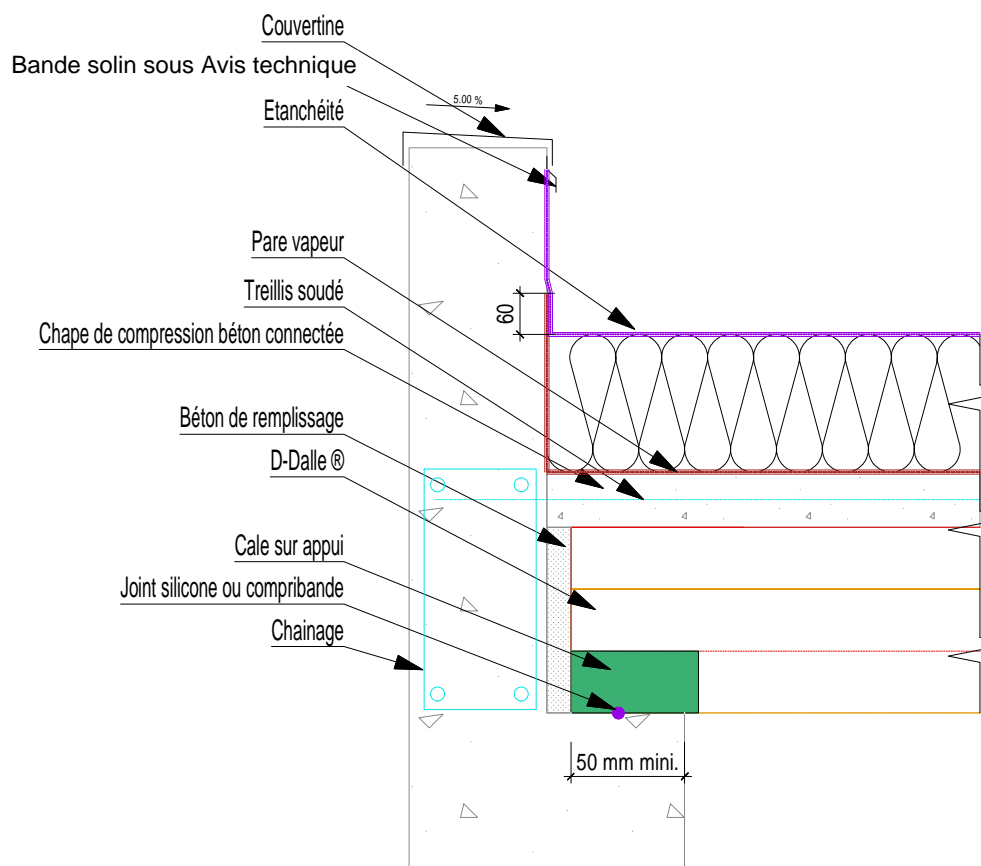 Couvertine
Bande solin sous Avis technique
5.00 %
Etanchéité
Pare vapeur
Treillis soudé
60
Chape de compression béton connectée
Béton de remplissage
D-Dalle ®
Cale sur appui
Joint silicone ou compribande
Chainage
50 mm mini.